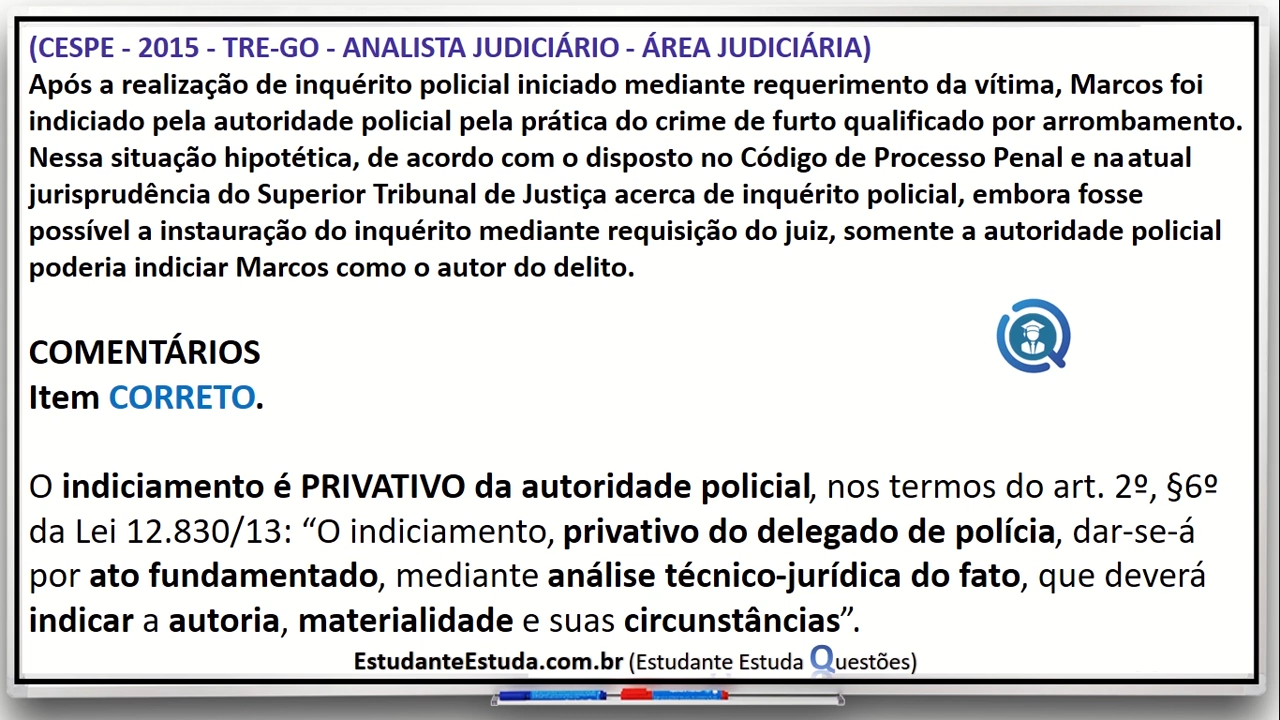 (CESPE - 2015 - TRE-GO - ANALISTA JUDICIÁRIO - ÁREA JUDICIÁRIA)
Após a realização de inquérito policial iniciado mediante requerimento da vítima, Marcos foi
indiciado pela autoridade policial pela prática do crime de furto qualificado por arrombamento.
Nessa situação hipotética, de acordo com o disposto no Código de Processo Penal e na atual
jurisprudência do Superior Tribunal de Justiça acerca de inquérito policial, embora fosse
possível a instauração do inquérito mediante requisição do juiz, somente a autoridade policial
poderia indiciar Marcos como o autor do delito.
COMENTÁRIOS
Item CORRETO.
O indiciamento é PRIVATIVO da autoridade policial, nos termos do art. 2º, §6º
da Lei 12.830/13: “O indiciamento, privativo do delegado de polícia, dar-se-á
por ato fundamentado, mediante análise técnico-jurídica do fato, que deverá
indicar a autoria, materialidade e suas circunstâncias”.
EstudanteEstuda.com.br (Estudante Estuda Questões)